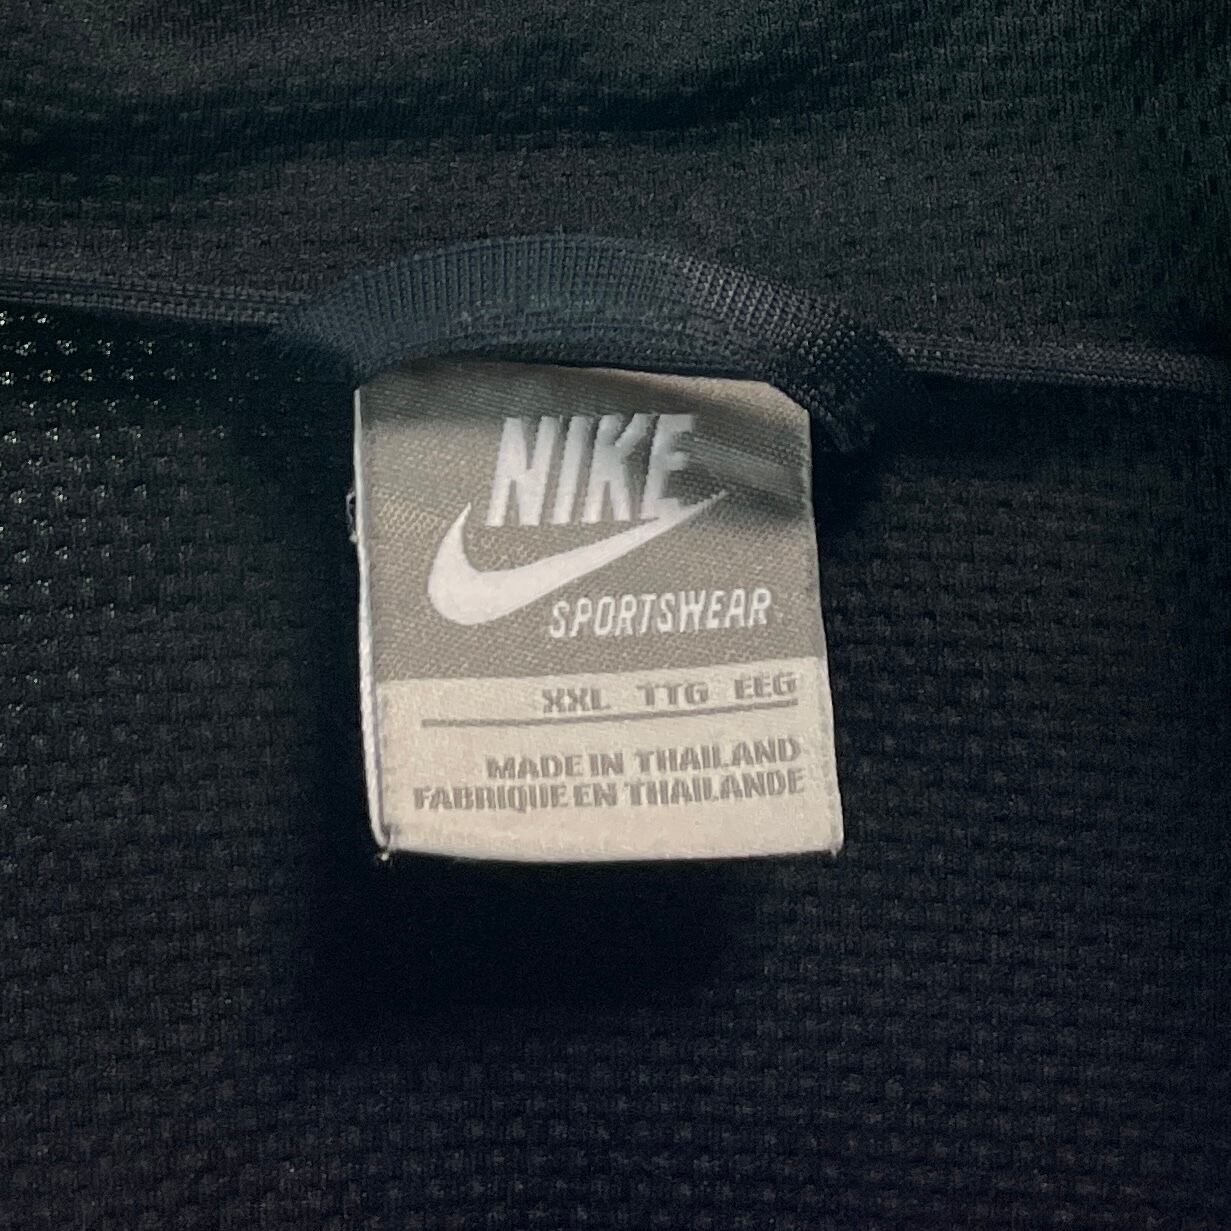 NIKE
SPORTSWEAR
XXL TTG EEG
MADE IN THAILAND
FABRIQUE EN THAILANDE